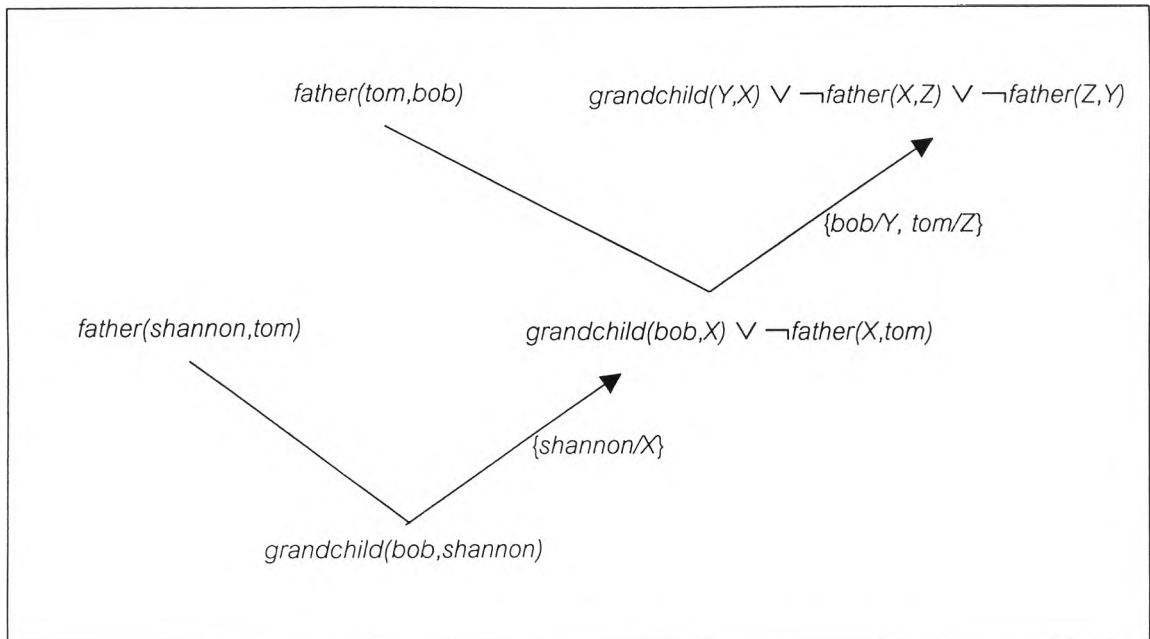 father(tom,bob) grandchild(Y,X) ∨ ¬father(X,Z) ∨ ¬father(Z,Y)
{bob/Y, tom/Z}
father(shannon,tom) grandchild(bob,X) ∨ ¬father(X,tom)
{shannon/X}
grandchild(bob,shannon)